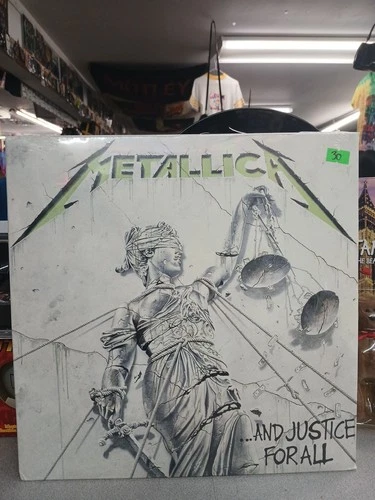 METALLICA
30
...AND JUSTICE
FOR ALL